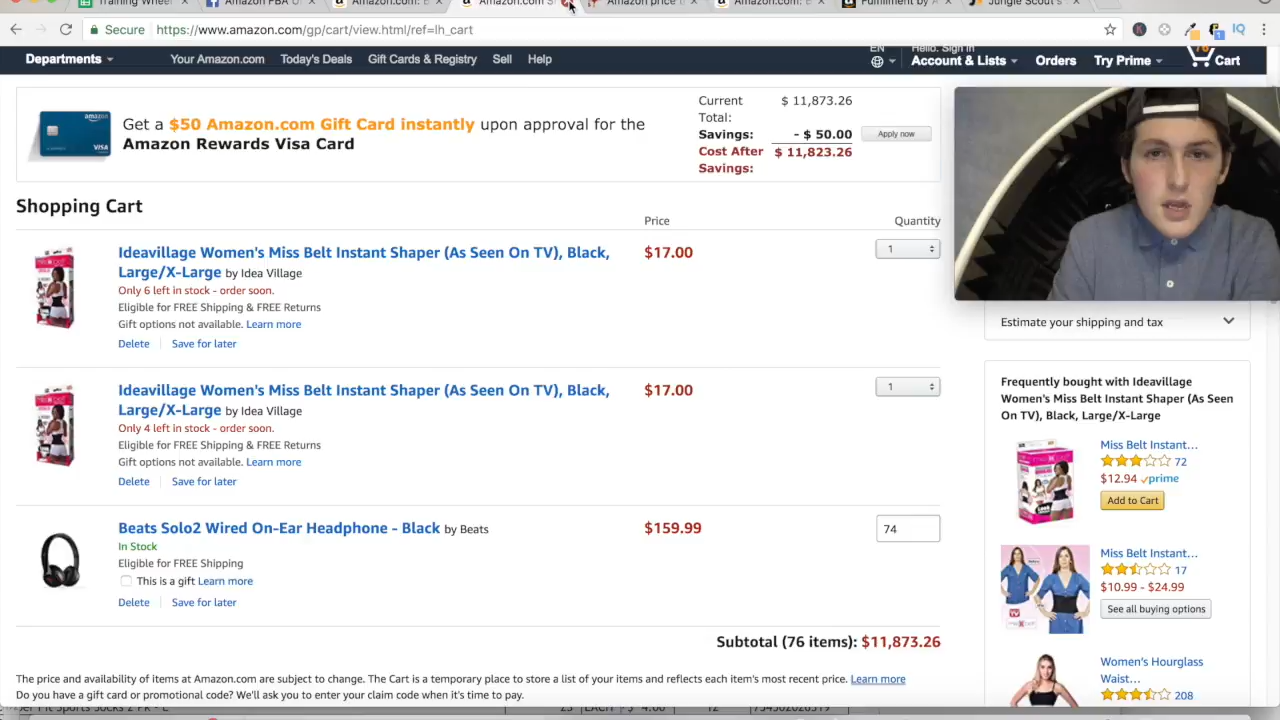 Training Wheel
Amazon FBA
Amazon.com: B
Amazon.com S
Amazon price
Amazon.com:
Fulfillment by A
Jungle Scout's
Secure https://www.amazon.com/gp/cart/view.html/ref=lh_cart
Departments Your Amazon.com Today's Deals Gift Cards & Registry Sell Help
EN Hello. Sign in
Account & Lists Orders Try Prime 76 Cart
Get a $50 Amazon.com Gift Card instantly upon approval for the
Amazon Rewards Visa Card
amazon
VISA
Current $ 11,873.26
Total:
Savings: - $ 50.00 Apply now
Cost After $ 11,823.26
Savings:
Shopping Cart
Price Quantity
Ideavillage Women's Miss Belt Instant Shaper (As Seen On TV), Black, $17.00 1
Large/X-Large by Idea Village
Only 6 left in stock - order soon.
Eligible for FREE Shipping & FREE Returns
Gift options not available. Learn more
Delete Save for later
Ideavillage Women's Miss Belt Instant Shaper (As Seen On TV), Black, $17.00 1
Large/X-Large by Idea Village
Only 4 left in stock - order soon.
Eligible for FREE Shipping & FREE Returns
Gift options not available. Learn more
Delete Save for later
Beats Solo2 Wired On-Ear Headphone - Black by Beats $159.99 74
In Stock
Eligible for FREE Shipping
This is a gift Learn more
Delete Save for later
Subtotal (76 items): $11,873.26
The price and availability of items at Amazon.com are subject to change. The Cart is a temporary place to store a list of your items and reflects each item's most recent price. Learn more
Do you have a gift card or promotional code? We'll ask you to enter your claim code when it's time to pay.
Estimate your shipping and tax
Frequently bought with Ideavillage
Women's Miss Belt Instant Shaper (As Seen
On TV), Black, Large/X-Large
Miss Belt Instant...
72
$12.94 prime
Add to Cart
Miss Belt Instant...
17
$10.99 - $24.99
See all buying options
Women's Hourglass
Waist...
208